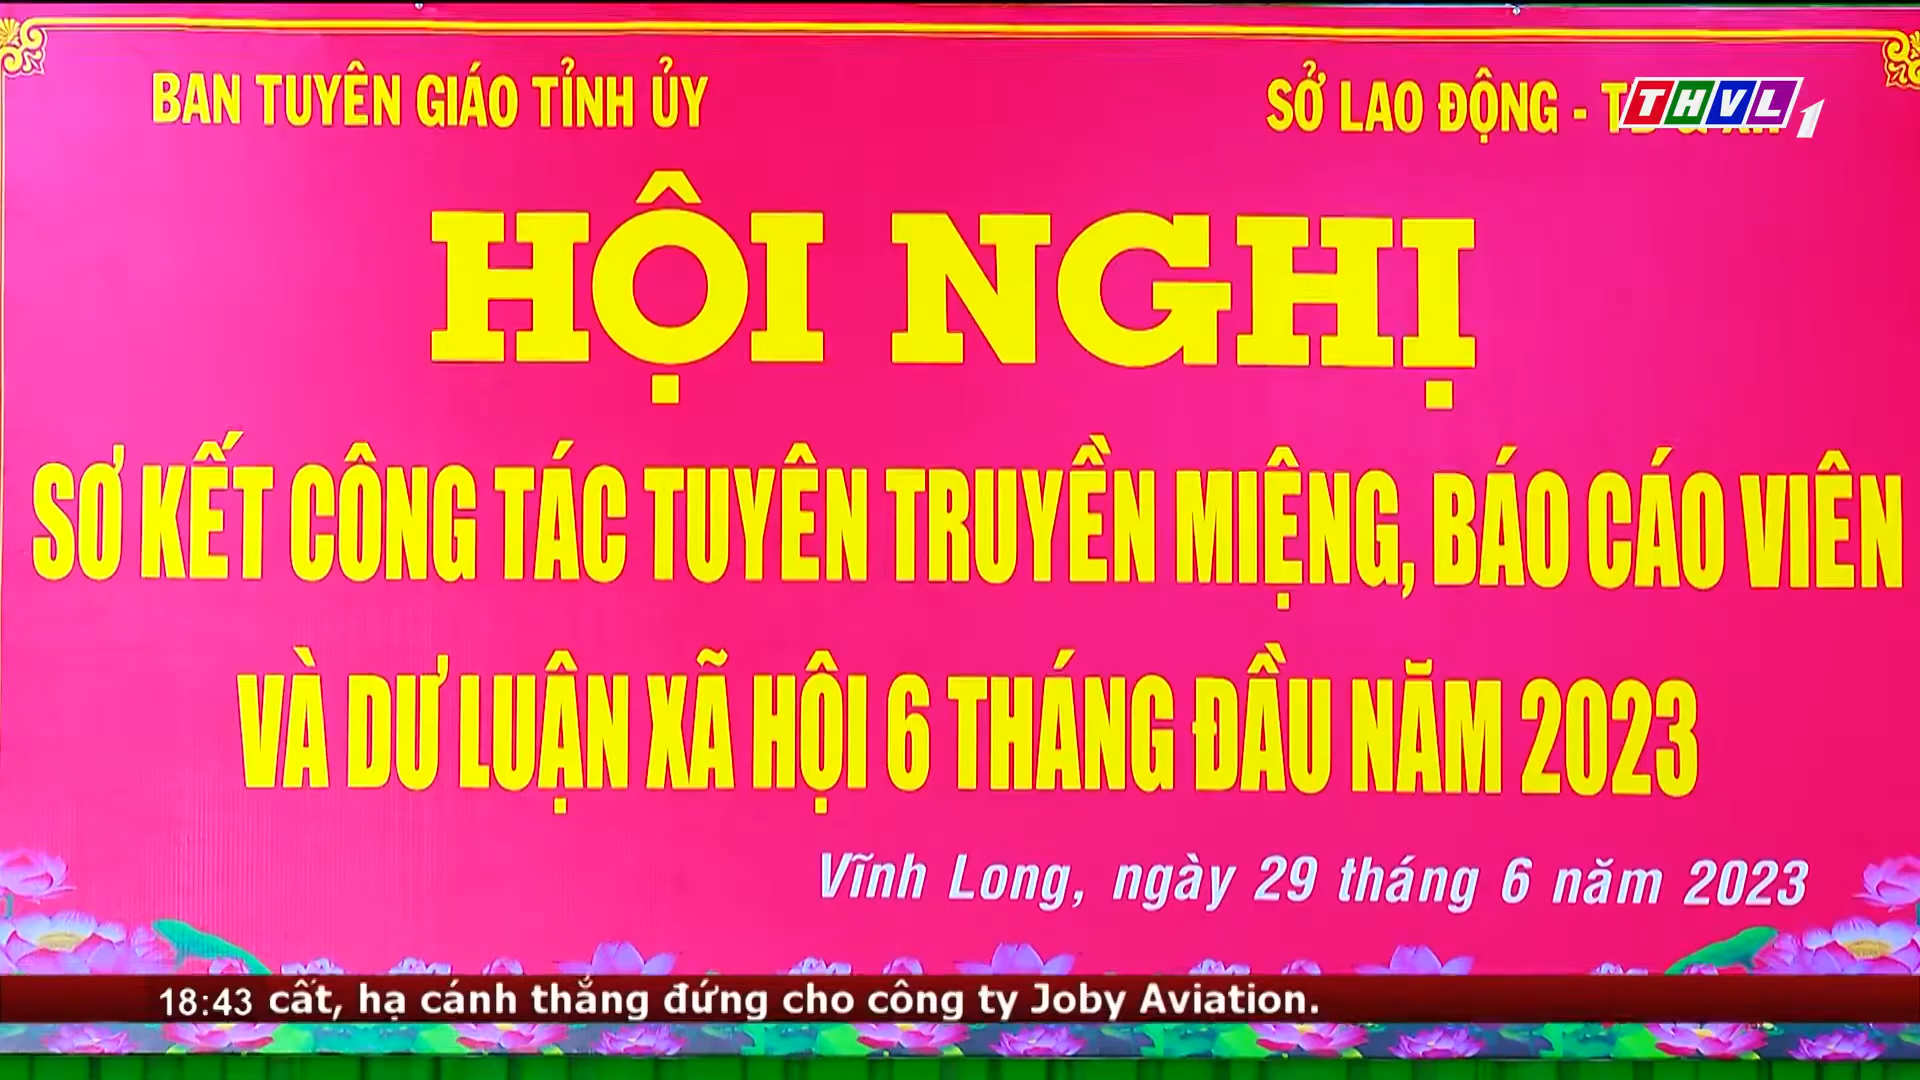 BAN TUYÊN GIÁO TỈNH ỦY
SỞ LAO ĐỘNG -
THVL 1
HỘI NGHỊ
SƠ KẾT CÔNG TÁC TUYÊN TRUYỀN MIỆNG, BÁO CÁO VIÊN
VÀ DƯ LUẬN XÃ HỘI 6 THÁNG ĐẦU NĂM 2023
Vĩnh Long, ngày 29 tháng 6 năm 2023
18:43 cất, hạ cánh thẳng đứng cho công ty Joby Aviation.